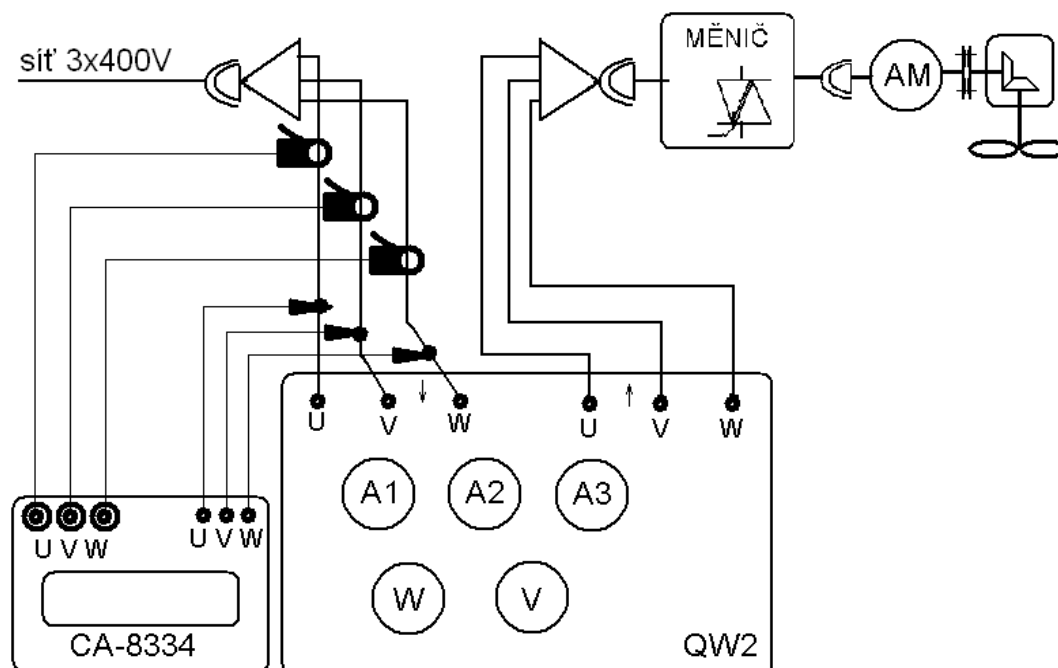 síť 3x400V
MĚNIČ
AM
U V W
U V W
A1 A2 A3
U V W
U V W
W V
CA-8334
QW2